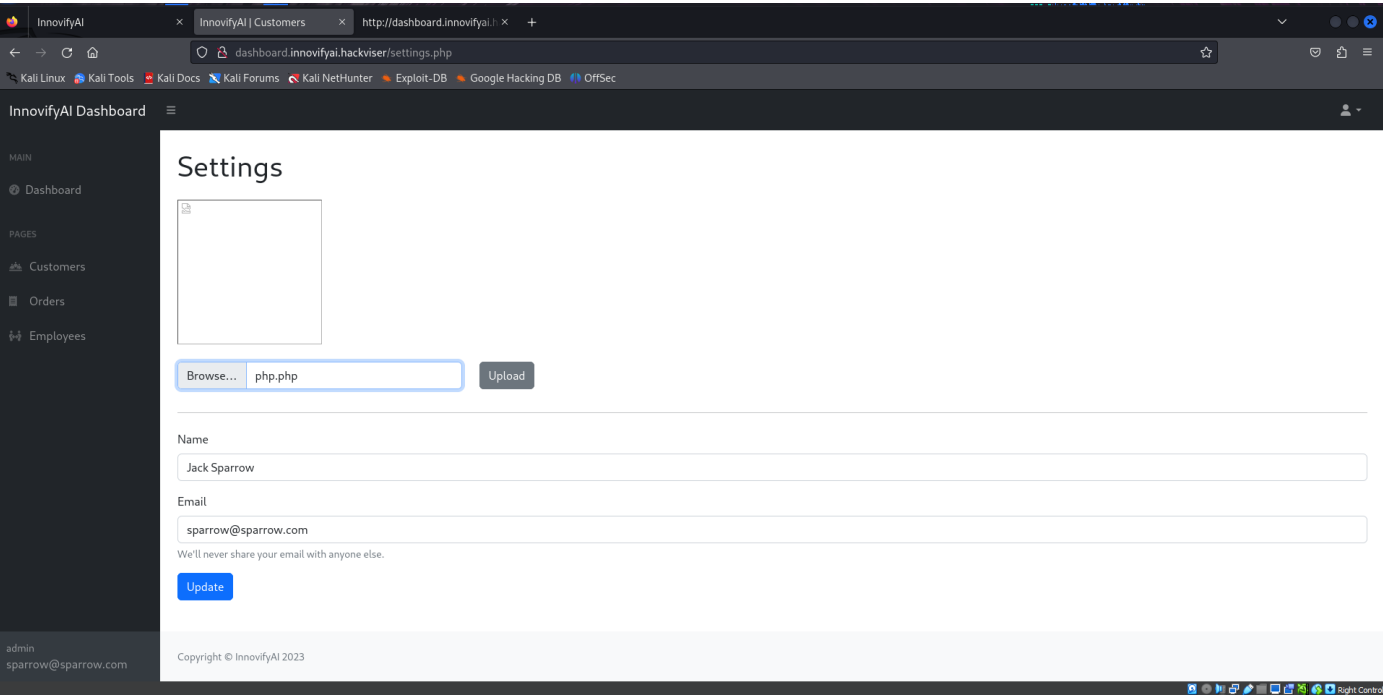 InnovifyAI
InnovifyAI | Customers
http://dashboard.innovifyai.h
dashboard.innovifyai.hackviser/settings.php
Kali Linux Kali Tools Kali Docs Kali Forums Kali NetHunter Exploit-DB Google Hacking DB OffSec
InnovifyAI Dashboard
MAIN
Dashboard
PAGES
Customers
Orders
Employees
admin
sparrow@sparrow.com
Settings
Browse... php.php Upload
Name
Jack Sparrow
Email
sparrow@sparrow.com
We'll never share your email with anyone else.
Update
Copyright © InnovifyAI 2023
Right Control